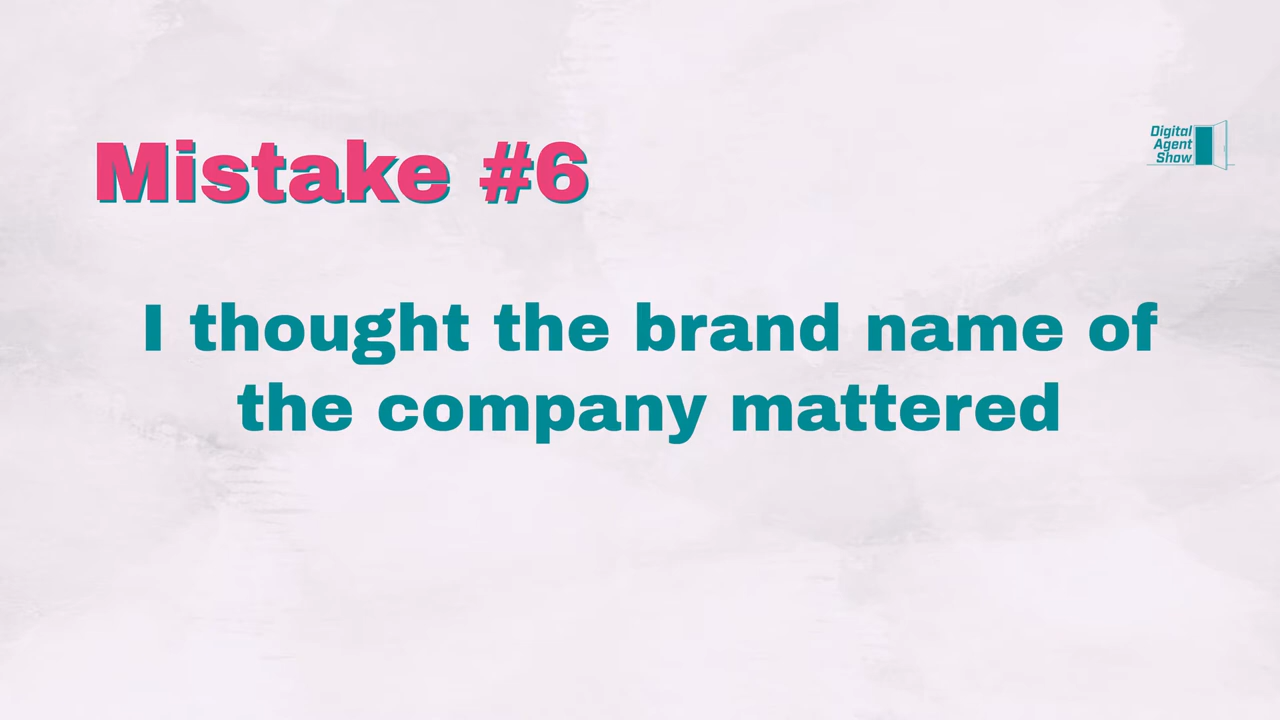 Mistake #6
Digital
Agent
Show
I thought the brand name of
the company mattered